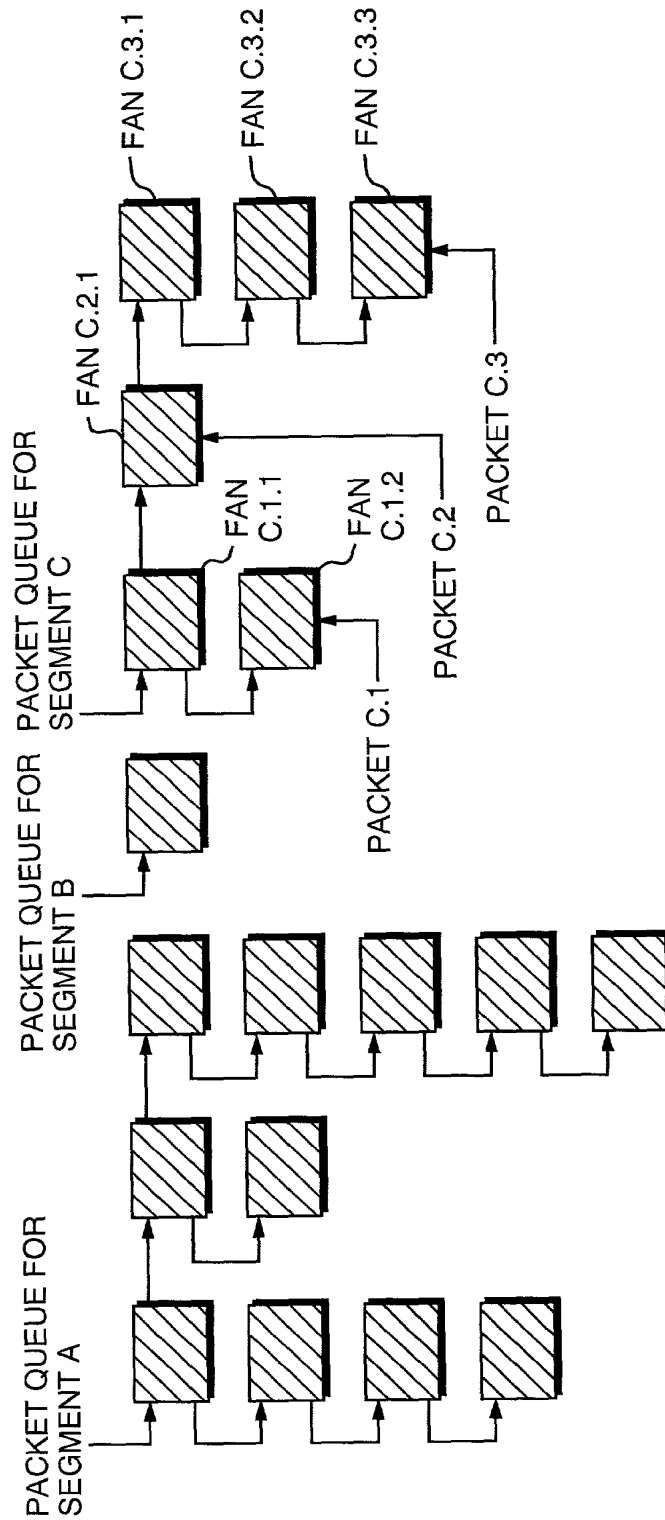 PACKET QUEUE FOR
SEGMENT A
PACKET QUEUE FOR
SEGMENT B
PACKET QUEUE FOR
SEGMENT C
FAN C.2.1
FAN C.3.1
FAN C.3.2
FAN C.3.3
FAN
C.1.1
FAN
C.1.2
PACKET C.1
PACKET C.2
PACKET C.3